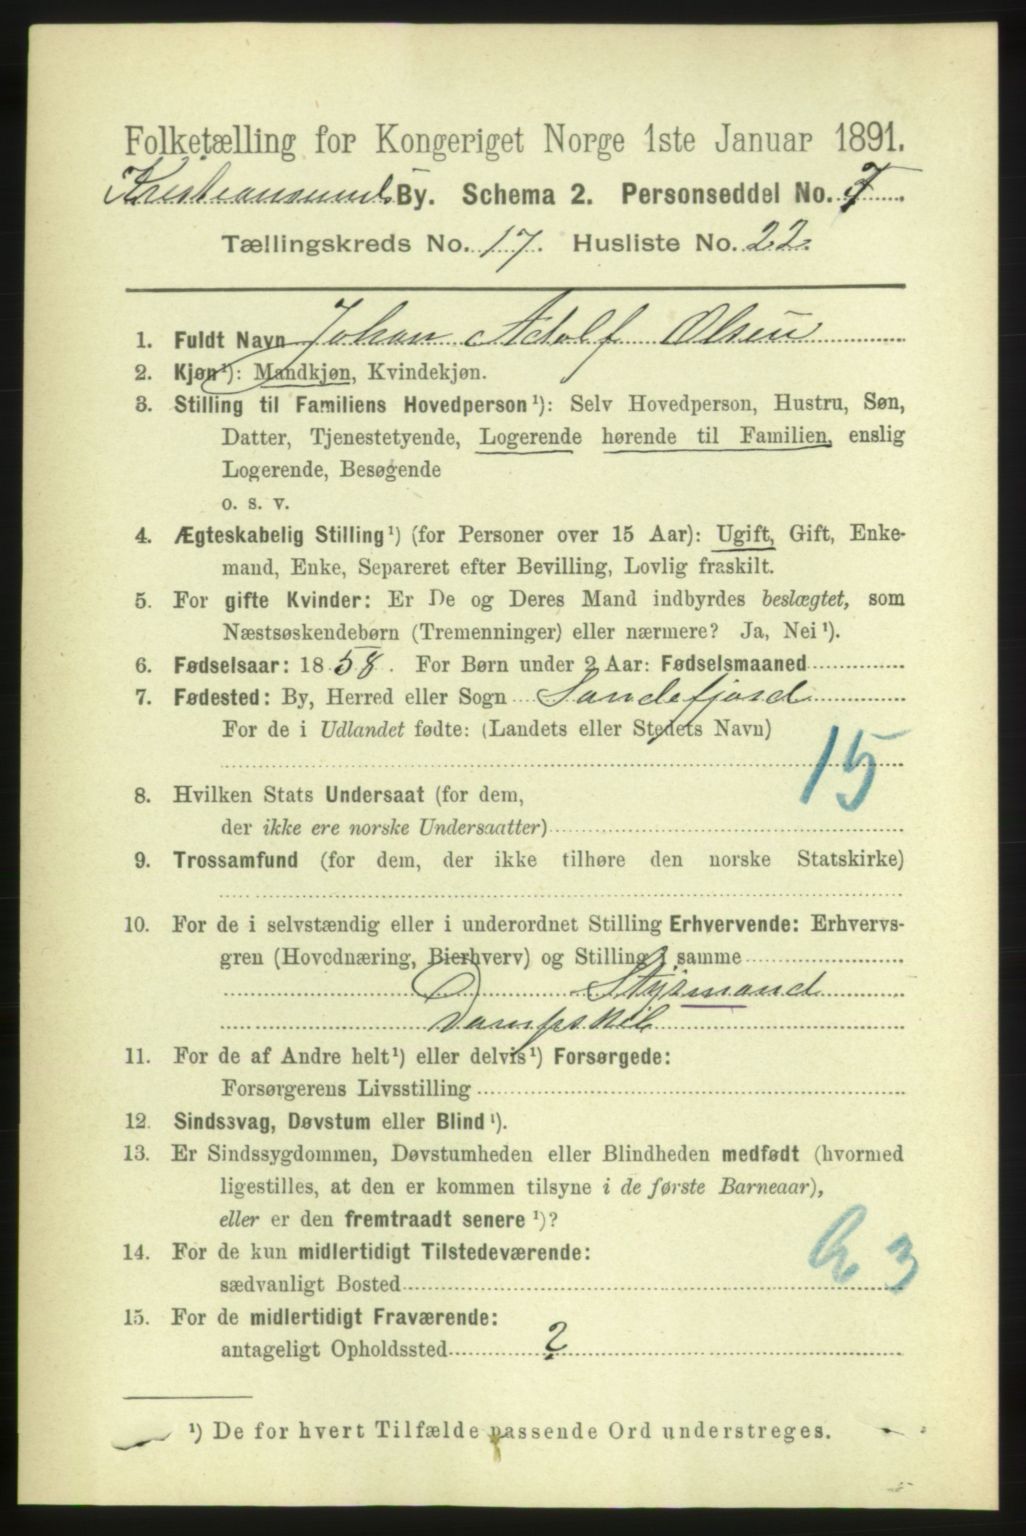 Folketælling for Kongeriget Norge 1ste Januar 1891.
Kristiansund By. Schema 2. Personseddel No. 7.
Tællingskreds No. 17. Husliste No. 22.
1. Fuldt Navn Johan Adolf Olsen
2. Kjøn¹): Mandkjøn, Kvindekjøn.
3. Stilling til Familiens Hovedperson¹): Selv Hovedperson, Hustru, Søn,
Datter, Tjenestetyende, Logerende hørende til Familien, enslig
Logerende, Besøgende
o. s. v.
4. Ægteskabelig Stilling¹) (for Personer over 15 Aar): Ugift, Gift, Enke-
mand, Enke, Separeret efter Bevilling, Lovlig fraskilt.
5. For gifte Kvinder: Er De og Deres Mand indbyrdes beslægtet, som
Næstsøskendebørn (Tremenninger) eller nærmere? Ja, Nei¹).
6. Fødselsaar: 1858. For Børn under 2 Aar: Fødselsmaaned
7. Fødested: By, Herred eller Sogn Sandefjord
For de i Udlandet fødte: (Landets eller Stedets Navn)
15
8. Hvilken Stats Undersaat (for dem,
der ikke ere norske Undersaatter)
9. Trossamfund (for dem, der ikke tilhøre den norske Statskirke)
10. For de i selvstændig eller i underordnet Stilling Erhvervende: Erhvervs-
gren (Hovednæring, Bierhverv) og Stilling i samme
Styrmand
Dampskib
11. For de af Andre helt¹) eller delvis¹) Forsørgede:
Forsørgerens Livsstilling
12. Sindssvag, Døvstum eller Blind¹).
13. Er Sindssygdommen, Døvstumheden eller Blindheden medfødt (hvormed
ligestilles, at den er kommen tilsyne i de første Barneaar),
eller er den fremtraadt senere¹)?
14. For de kun midlertidigt Tilstedeværende:
sædvanligt Bosted
3
15. For de midlertidigt Fraværende:
antageligt Opholdssted ?
¹) De for hvert Tilfælde passende Ord understreges.